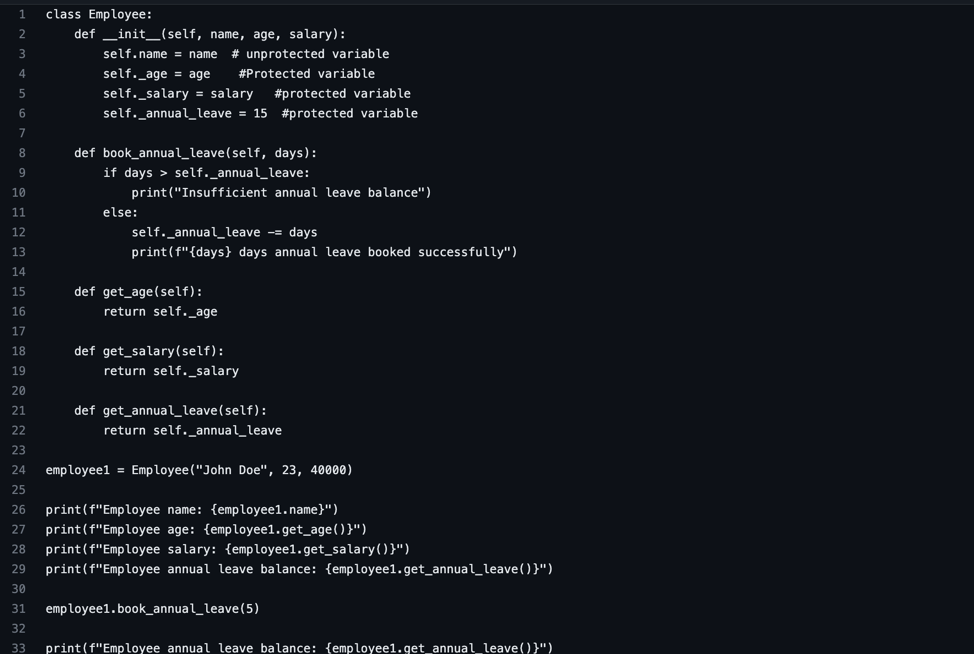 1 class Employee:
2     def __init__(self, name, age, salary):
3         self.name = name  # unprotected variable
4         self._age = age    #Protected variable
5         self._salary = salary   #protected variable
6         self._annual_leave = 15  #protected variable
7
8     def book_annual_leave(self, days):
9         if days > self._annual_leave:
10             print("Insufficient annual leave balance")
11         else:
12             self._annual_leave -= days
13             print(f"{days} days annual leave booked successfully")
14
15     def get_age(self):
16         return self._age
17
18     def get_salary(self):
19         return self._salary
20
21     def get_annual_leave(self):
22         return self._annual_leave
23
24 employee1 = Employee("John Doe", 23, 40000)
25
26 print(f"Employee name: {employee1.name}")
27 print(f"Employee age: {employee1.get_age()}")
28 print(f"Employee salary: {employee1.get_salary()}")
29 print(f"Employee annual leave balance: {employee1.get_annual_leave()}")
30
31 employee1.book_annual_leave(5)
32
33 print(f"Employee annual leave balance: {employee1.get_annual_leave()}")